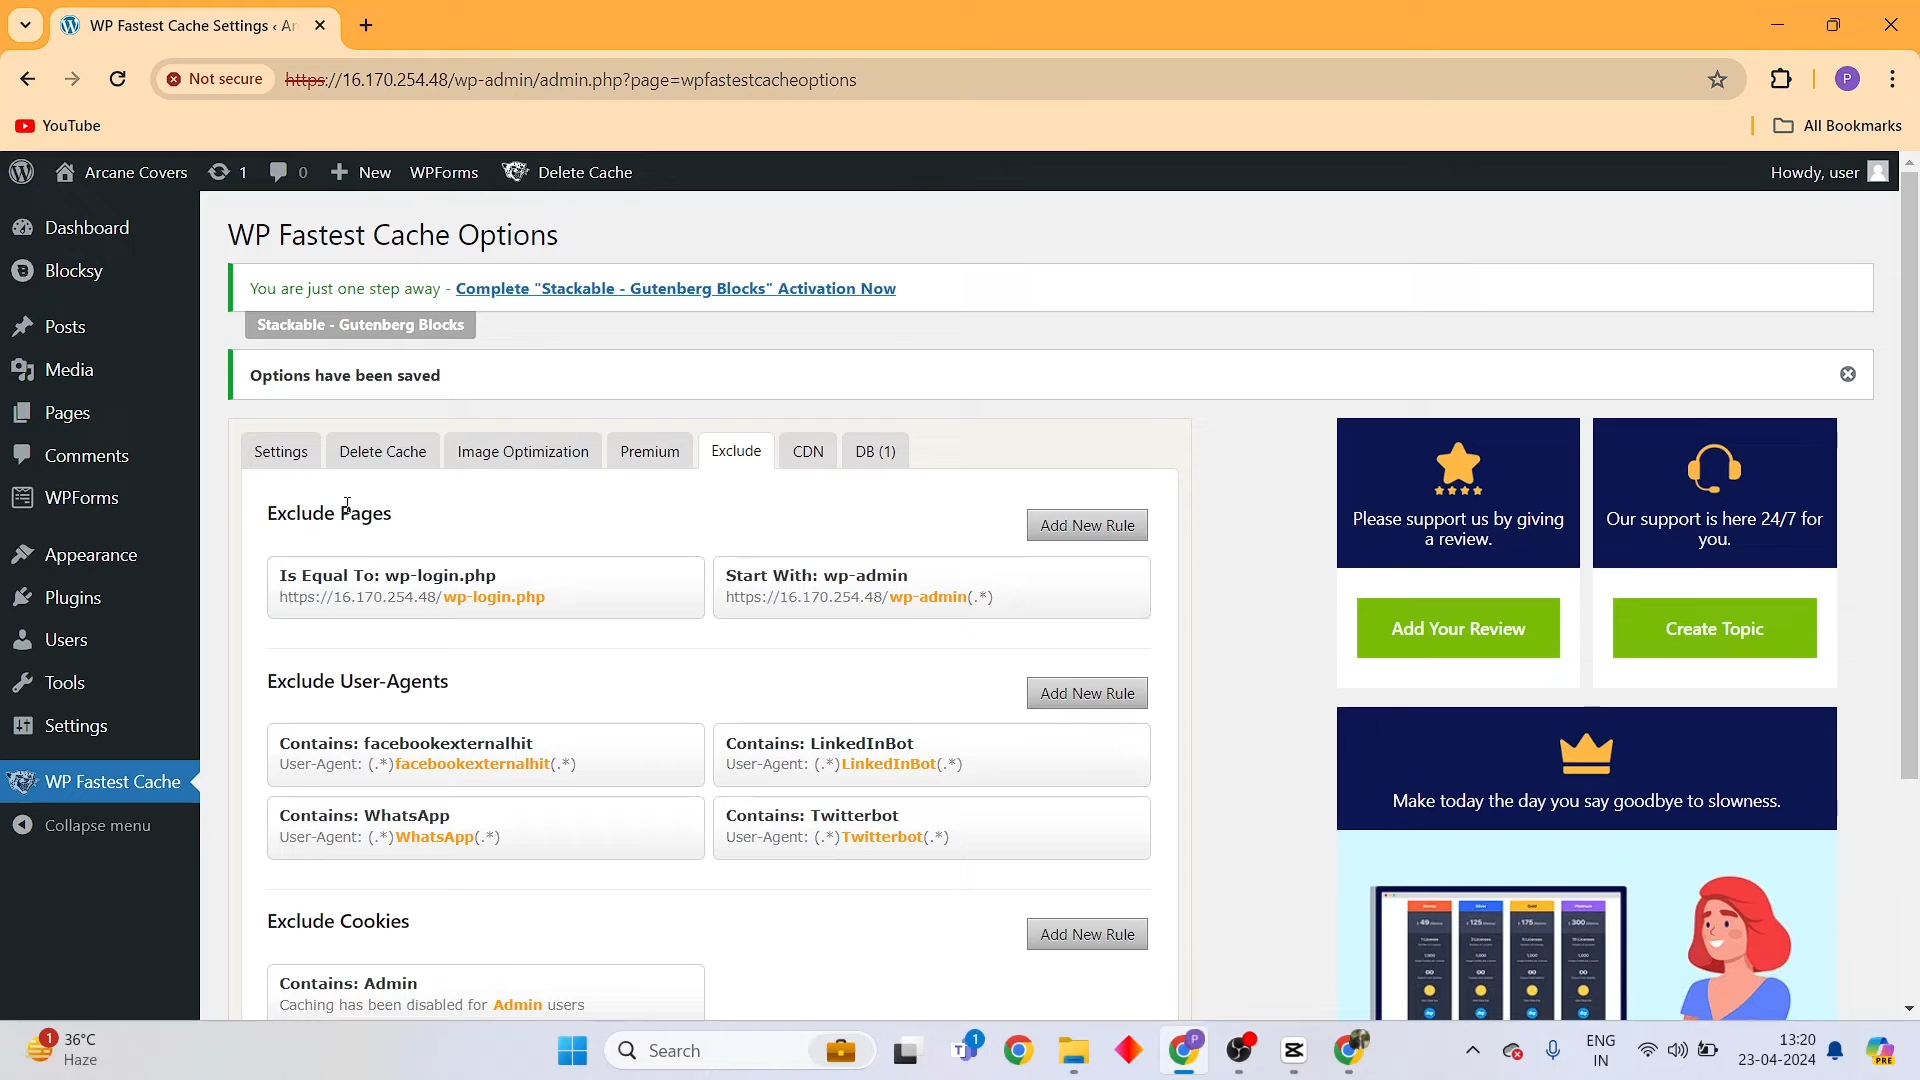 WP Fastest Cache Settings ‹ Ar
Not secure
https://16.170.254.48/wp-admin/admin.php?page=wpfastestcacheoptions
P
YouTube
All Bookmarks
Arcane Covers
1
0
New
WPForms
Delete Cache
Howdy, user
Dashboard
Blocksy
Posts
Media
Pages
Comments
WPForms
Appearance
Plugins
Users
Tools
Settings
WP Fastest Cache
Collapse menu
WP Fastest Cache Options
You are just one step away - Complete "Stackable - Gutenberg Blocks" Activation Now
Stackable - Gutenberg Blocks
Options have been saved
Settings
Delete Cache
Image Optimization
Premium
Exclude
CDN
DB (1)
Exclude Pages
Add New Rule
Is Equal To: wp-login.php
https://16.170.254.48/wp-login.php
Start With: wp-admin
https://16.170.254.48/wp-admin(.*)
Exclude User-Agents
Add New Rule
Contains: facebookexternalhit
User-Agent: (.*)facebookexternalhit(.*)
Contains: LinkedInBot
User-Agent: (.*)LinkedInBot(.*)
Contains: WhatsApp
User-Agent: (.*)WhatsApp(.*)
Contains: Twitterbot
User-Agent: (.*)Twitterbot(.*)
Exclude Cookies
Add New Rule
Contains: Admin
Caching has been disabled for Admin users
Please support us by giving
a review.
Add Your Review
Our support is here 24/7 for
you.
Create Topic
Make today the day you say goodbye to slowness.
49
125
175
300
1
36°C
Haze
Search
1
P
ENG
IN
13:20
23-04-2024
PRE